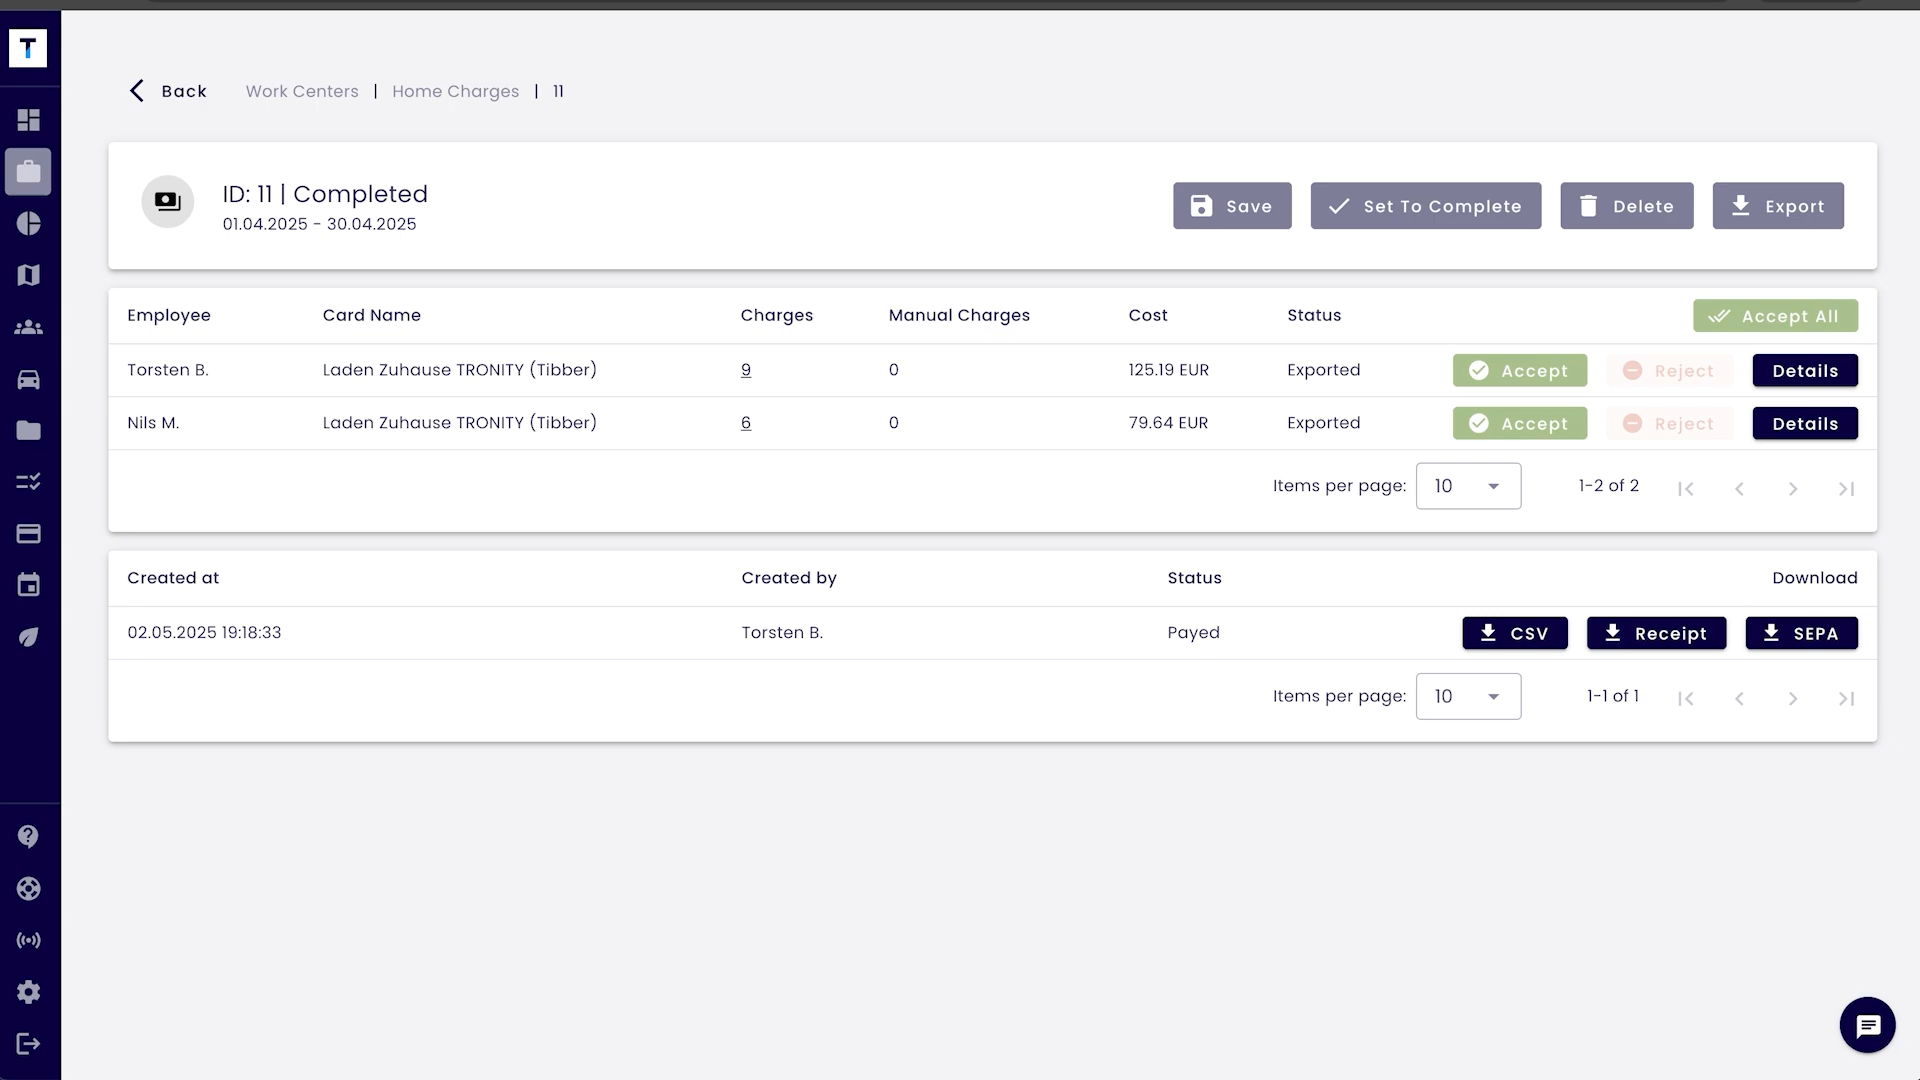 T
Back Work Centers | Home Charges | 11
ID: 11 | Completed
01.04.2025 - 30.04.2025
Save Set To Complete Delete Export
Employee Card Name Charges Manual Charges Cost Status Accept All
Torsten B. Laden Zuhause TRONITY (Tibber) 9 0 125.19 EUR Exported Accept Reject Details
Nils M. Laden Zuhause TRONITY (Tibber) 6 0 79.64 EUR Exported Accept Reject Details
Items per page: 10 1-2 of 2
Created at Created by Status Download
02.05.2025 19:18:33 Torsten B. Payed CSV Receipt SEPA
Items per page: 10 1-1 of 1